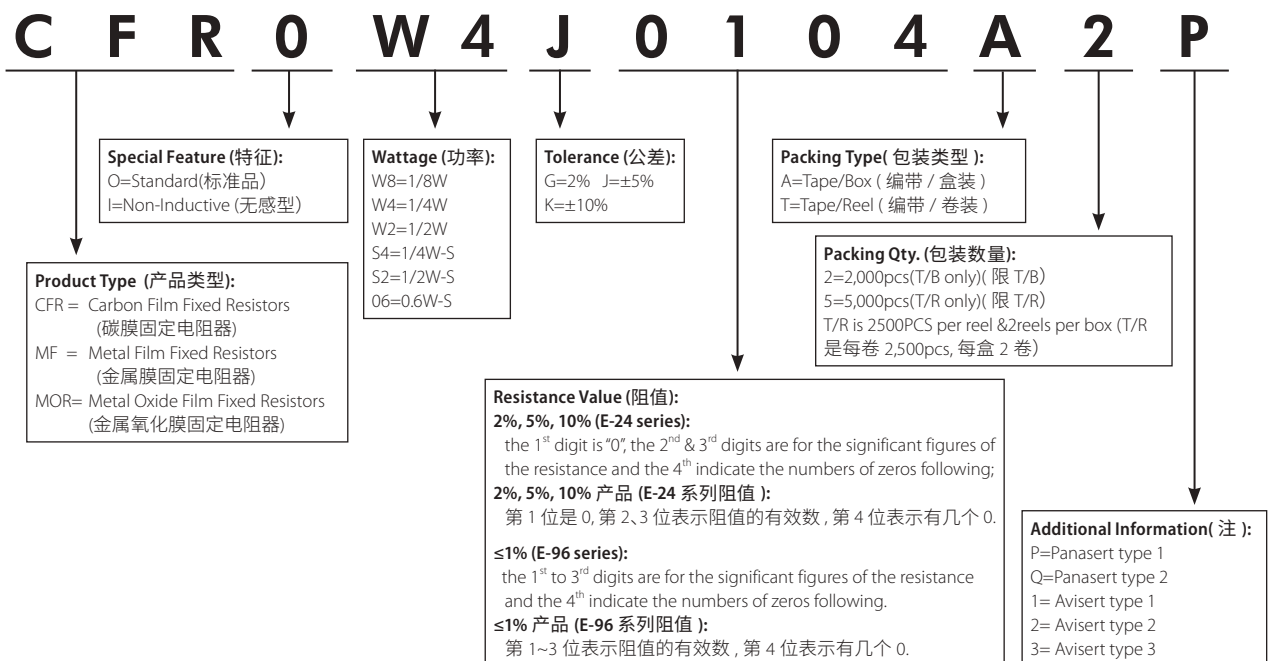 C F R 0 W 4 J 0 1 0 4 A 2 P
Special Feature (特征):
O=Standard(标准品)
I=Non-Inductive (无感型)
Wattage (功率):
W8=1/8W
W4=1/4W
W2=1/2W
S4=1/4W-S
S2=1/2W-S
06=0.6W-S
Tolerance (公差):
G=2% J=±5%
K=±10%
Packing Type( 包装类型 ):
A=Tape/Box ( 编带 / 盒装 )
T=Tape/Reel ( 编带 / 卷装 )
Packing Qty. (包装数量):
2=2,000pcs(T/B only)( 限 T/B)
5=5,000pcs(T/R only)( 限 T/R)
T/R is 2500PCS per reel &2reels per box (T/R
是每卷 2,500pcs, 每盒 2 卷)
Product Type (产品类型):
CFR = Carbon Film Fixed Resistors
(碳膜固定电阻器)
MF = Metal Film Fixed Resistors
(金属膜固定电阻器)
MOR= Metal Oxide Film Fixed Resistors
(金属氧化膜固定电阻器)
Resistance Value (阻值):
2%, 5%, 10% (E-24 series):
the 1st digit is "0", the 2nd & 3rd digits are for the significant figures of
the resistance and the 4th indicate the numbers of zeros following;
2%, 5%, 10% 产品 (E-24 系列阻值 ):
第 1 位是 0, 第 2、3 位表示阻值的有效数 , 第 4 位表示有几个 0.
≤1% (E-96 series):
the 1st to 3rd digits are for the significant figures of the resistance
and the 4th indicate the numbers of zeros following.
≤1% 产品 (E-96 系列阻值 ):
第 1~3 位表示阻值的有效数 , 第 4 位表示有几个 0.
Additional Information( 注 ):
P=Panasert type 1
Q=Panasert type 2
1= Avisert type 1
2= Avisert type 2
3= Avisert type 3